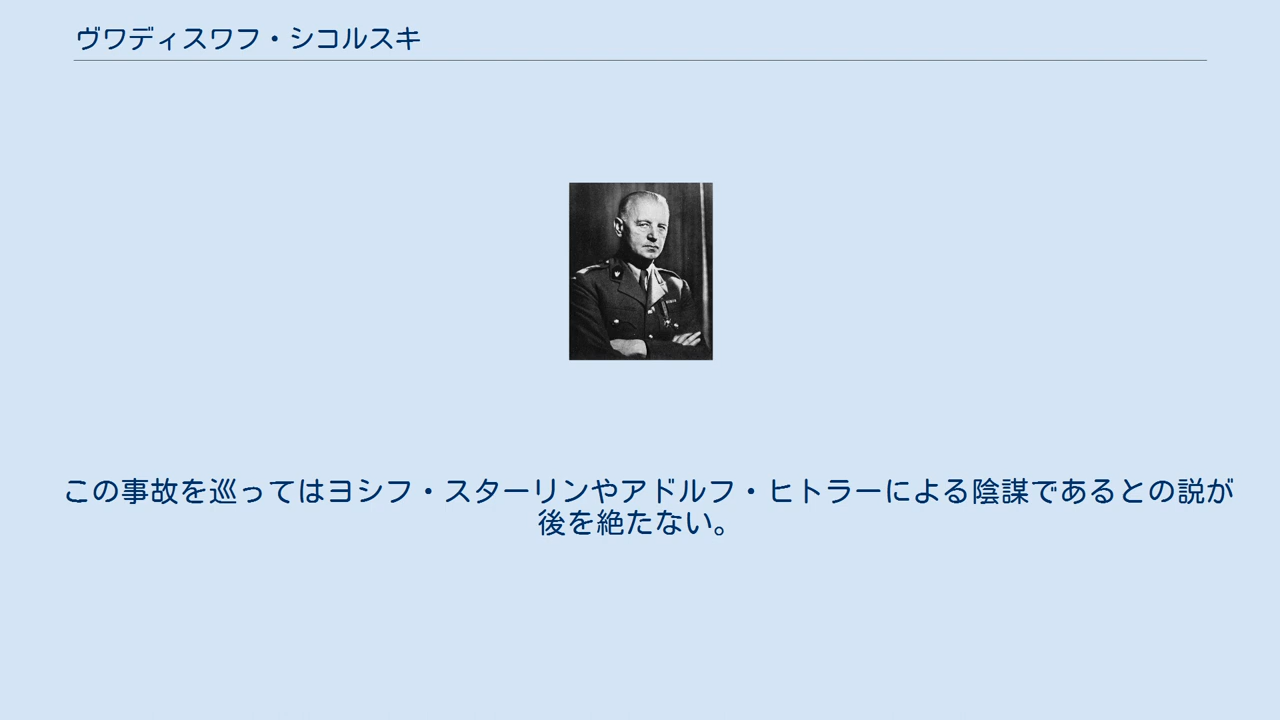 ヴワディスワフ・シコルスキ
この事故を巡ってはヨシフ・スターリンやアドルフ・ヒトラーによる陰謀であるとの説が
後を絶たない。